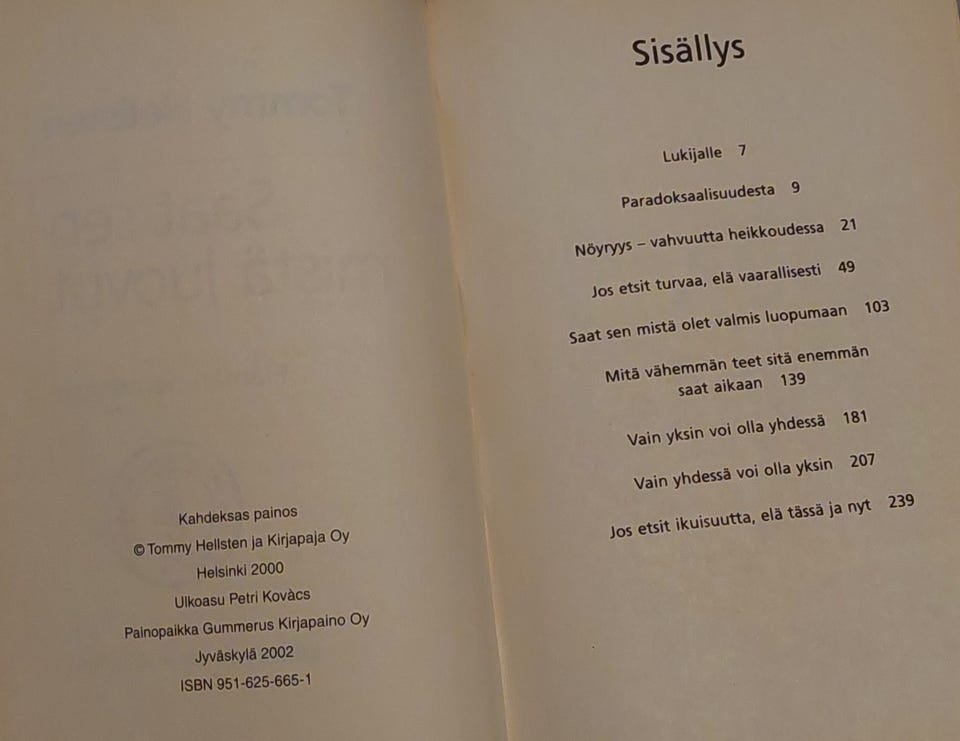 Kahdeksas painos
© Tommy Hellsten ja Kirjapaja Oy
Helsinki 2000
Ulkoasu Petri Kovàcs
Painopaikka Gummerus Kirjapaino Oy
Jyväskylä 2002
ISBN 951-625-665-1
Sisällys
Lukijalle 7
Paradoksaalisuudesta 9
Nöyryys – vahvuutta heikkoudessa 21
Jos etsit turvaa, elä vaarallisesti 49
Saat sen mistä olet valmis luopumaan 103
Mitä vähemmän teet sitä enemmän
saat aikaan 139
Vain yksin voi olla yhdessä 181
Vain yhdessä voi olla yksin 207
Jos etsit ikuisuutta, elä tässä ja nyt 239